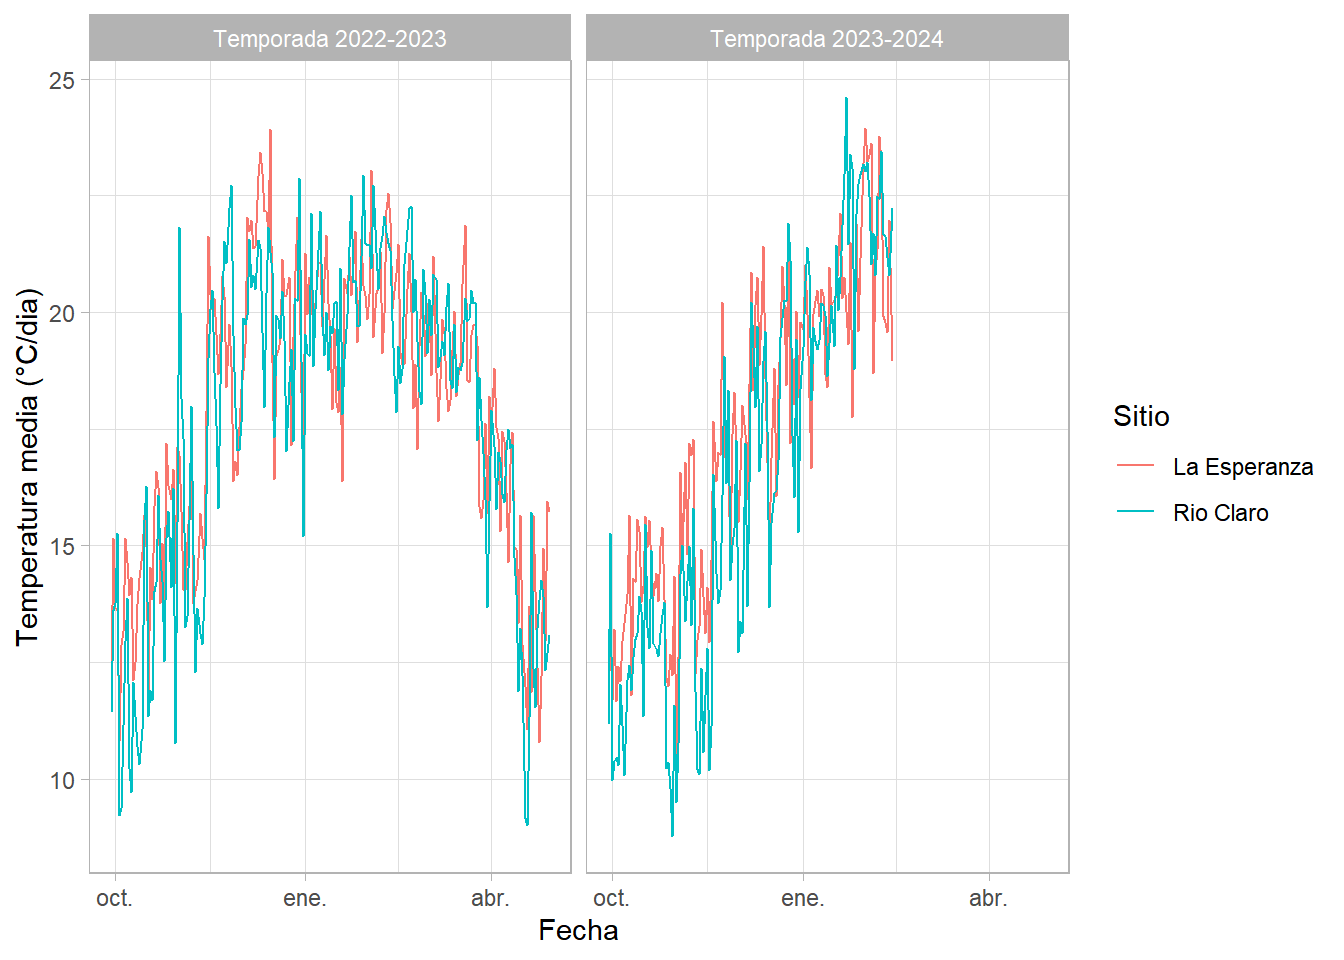 Temporada 2022-2023
Temporada 2023-2024
Temperatura media (°C/dia)
25
20
15
10
oct.
ene.
abr.
oct.
ene.
abr.
Fecha
Sitio
La Esperanza
Rio Claro